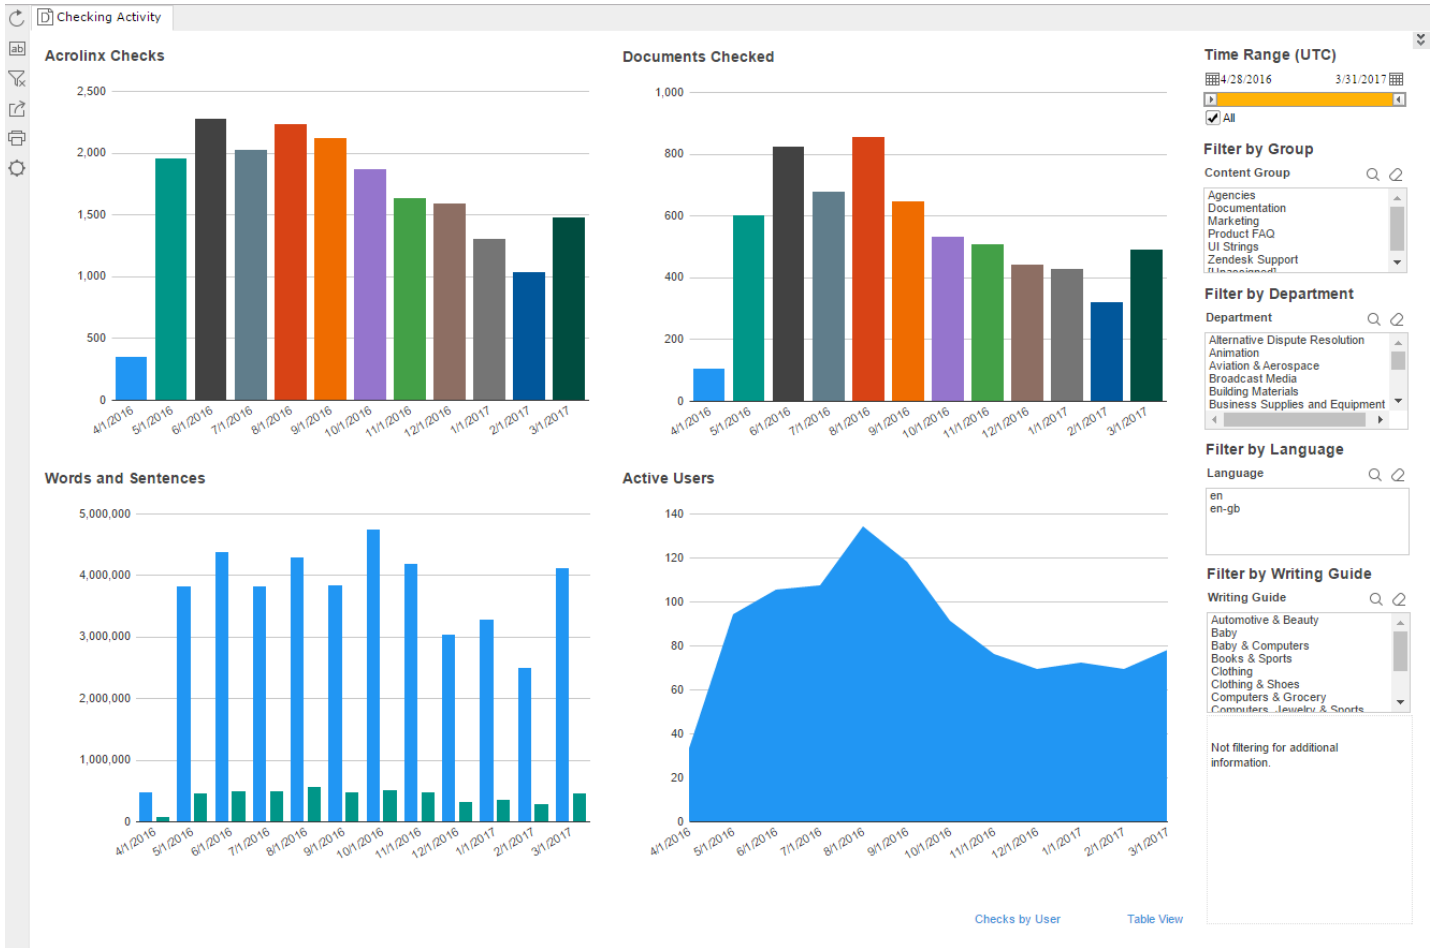 Checking Activity
Acrolinx Checks
2,500
2,000
1,500
1,000
500
0
4/1/2016
5/1/2016
6/1/2016
7/1/2016
8/1/2016
9/1/2016
10/1/2016
11/1/2016
12/1/2016
1/1/2017
2/1/2017
3/1/2017
Documents Checked
1,000
800
600
400
200
0
4/1/2016
5/1/2016
6/1/2016
7/1/2016
8/1/2016
9/1/2016
10/1/2016
11/1/2016
12/1/2016
1/1/2017
2/1/2017
3/1/2017
Words and Sentences
5,000,000
4,000,000
3,000,000
2,000,000
1,000,000
0
4/1/2016
5/1/2016
6/1/2016
7/1/2016
8/1/2016
9/1/2016
10/1/2016
11/1/2016
12/1/2016
1/1/2017
2/1/2017
3/1/2017
Active Users
140
120
100
80
60
40
20
0
4/1/2016
5/1/2016
6/1/2016
7/1/2016
8/1/2016
9/1/2016
10/1/2016
11/1/2016
12/1/2016
1/1/2017
2/1/2017
3/1/2017
Checks by User
Table View
Time Range (UTC)
4/28/2016 3/31/2017
All
Filter by Group
Content Group
Agencies
Documentation
Marketing
Product FAQ
UI Strings
Zendesk Support
[Unassigned]
Filter by Department
Department
Alternative Dispute Resolution
Animation
Aviation & Aerospace
Broadcast Media
Building Materials
Business Supplies and Equipment
Filter by Language
Language
en
en-gb
Filter by Writing Guide
Writing Guide
Automotive & Beauty
Baby
Baby & Computers
Books & Sports
Clothing
Clothing & Shoes
Computers & Grocery
Computers, Jewelry & Sports
Not filtering for additional
information.
ab